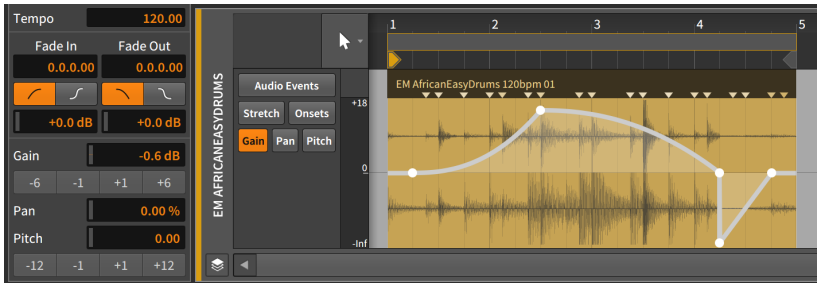 Tempo 120.00
Fade In Fade Out
0.0.0.00 0.0.0.00
+0.0 dB +0.0 dB
Gain -0.6 dB
-6 -1 +1 +6
Pan 0.00 %
Pitch 0.00
-12 -1 +1 +12
EM AFRICANEASYDRUMS
Audio Events
Stretch Onsets
Gain Pan Pitch
1 2 3 4 5
EM AfricanEasyDrums 120bpm 01
+18
0
-Inf